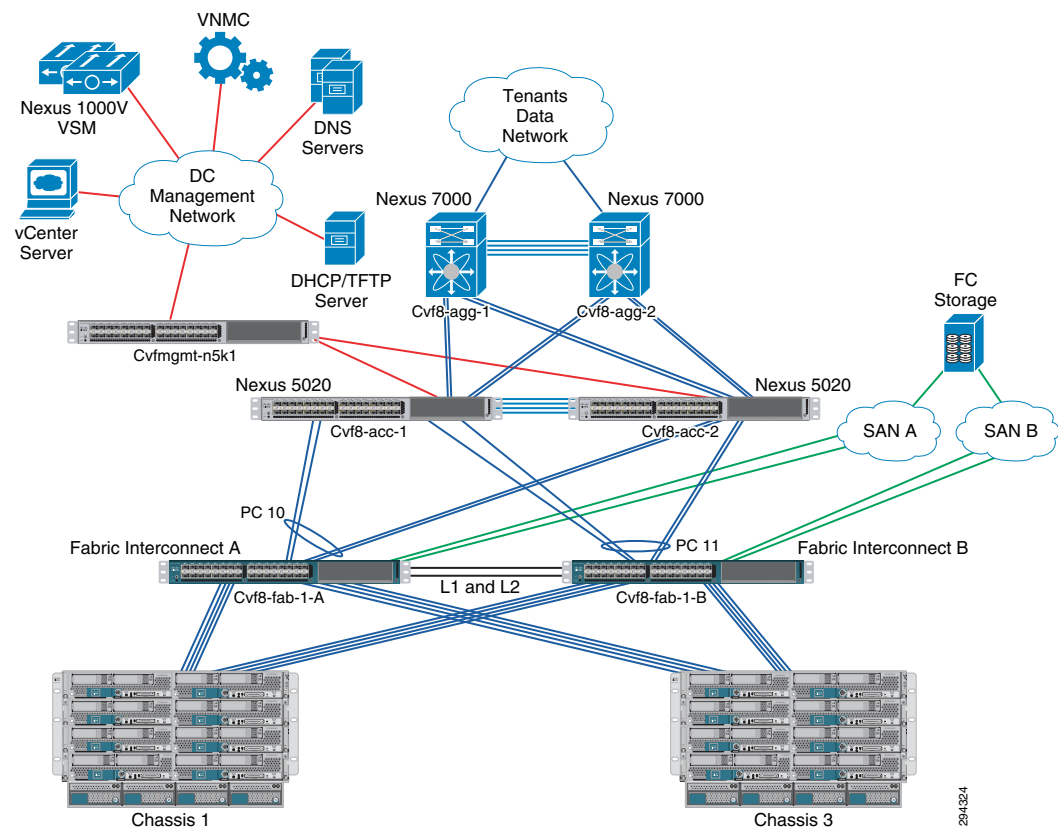 VNMC
Nexus 1000V
VSM
DNS
Servers
Tenants
Data
Network
DC
Management
Network
vCenter
Server
DHCP/TFTP
Server
Nexus 7000
Nexus 7000
Cvf8-agg-1
Cvf8-agg-2
FC
Storage
Cvfmgmt-n5k1
Nexus 5020
Nexus 5020
Cvf8-acc-1
Cvf8-acc-2
SAN A
SAN B
PC 10
PC 11
Fabric Interconnect A
Fabric Interconnect B
L1 and L2
Cvf8-fab-1-A
Cvf8-fab-1-B
Chassis 1
Chassis 3
294324